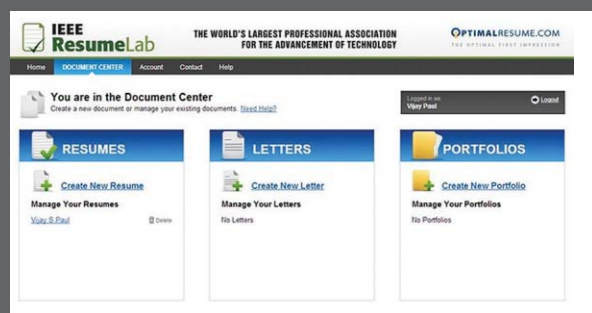 IEEE
ResumeLab
THE WORLD'S LARGEST PROFESSIONAL ASSOCIATION
FOR THE ADVANCEMENT OF TECHNOLOGY
OPTIMALRESUME.COM
THE OPTIMAL FIRST IMPRESSION
Home DOCUMENT CENTER Account Contact Help
You are in the Document Center
Create a new document or manage your existing documents. Need Help?
Logged in as:
Vijay Paul
Logout
RESUMES
Create New Resume
Manage Your Resumes
Vijay S Paul Delete
LETTERS
Create New Letter
Manage Your Letters
No Letters
PORTFOLIOS
Create New Portfolio
Manage Your Portfolios
No Portfolios